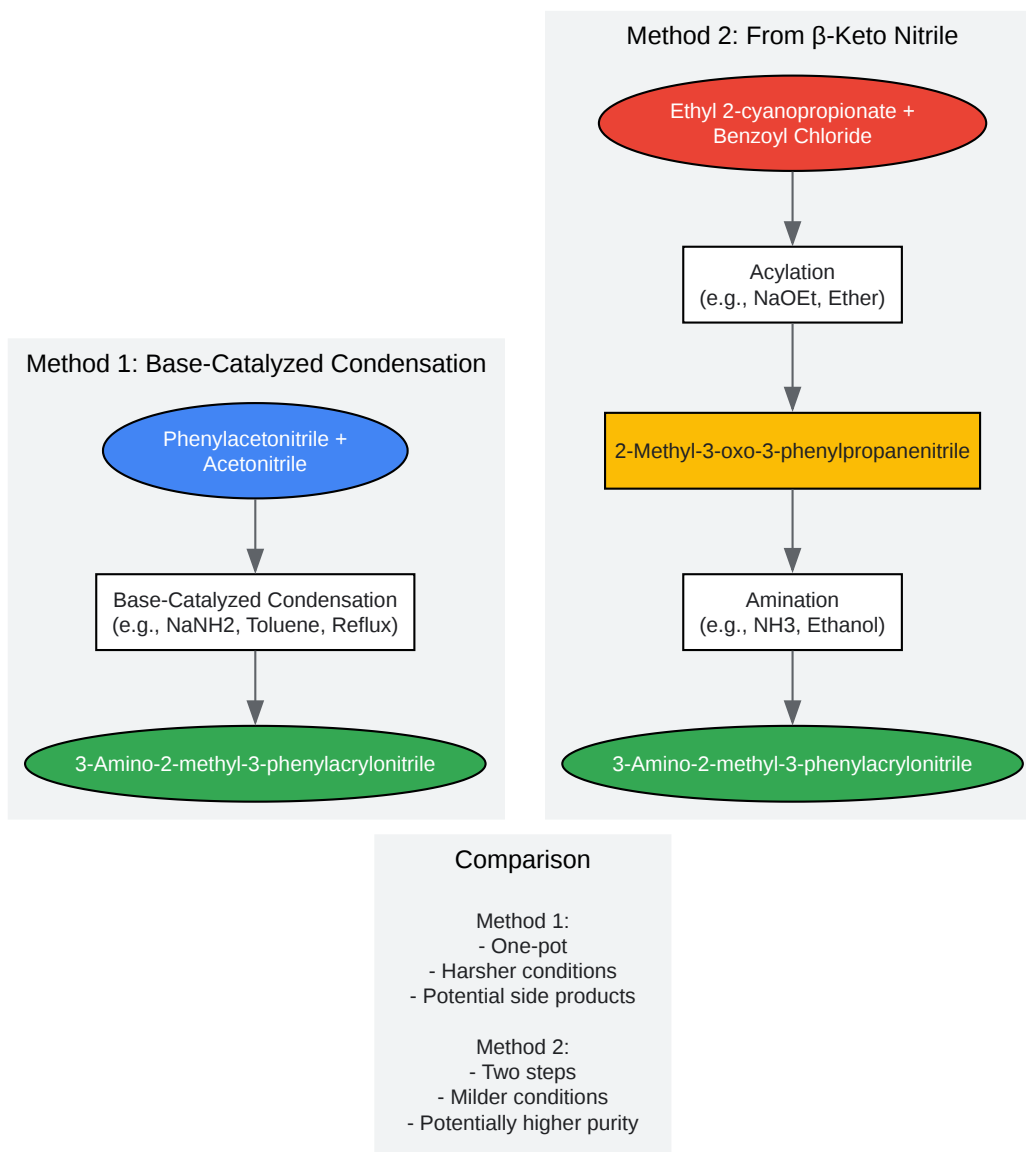 Method 1: Base-Catalyzed Condensation
Phenylacetonitrile +
Acetonitrile
Base-Catalyzed Condensation
(e.g., NaNH2, Toluene, Reflux)
3-Amino-2-methyl-3-phenylacrylonitrile
Method 2: From β-Keto Nitrile
Ethyl 2-cyanopropionate +
Benzoyl Chloride
Acylation
(e.g., NaOEt, Ether)
2-Methyl-3-oxo-3-phenylpropanenitrile
Amination
(e.g., NH3, Ethanol)
3-Amino-2-methyl-3-phenylacrylonitrile
Comparison
Method 1:
- One-pot
- Harsher conditions
- Potential side products
Method 2:
- Two steps
- Milder conditions
- Potentially higher purity